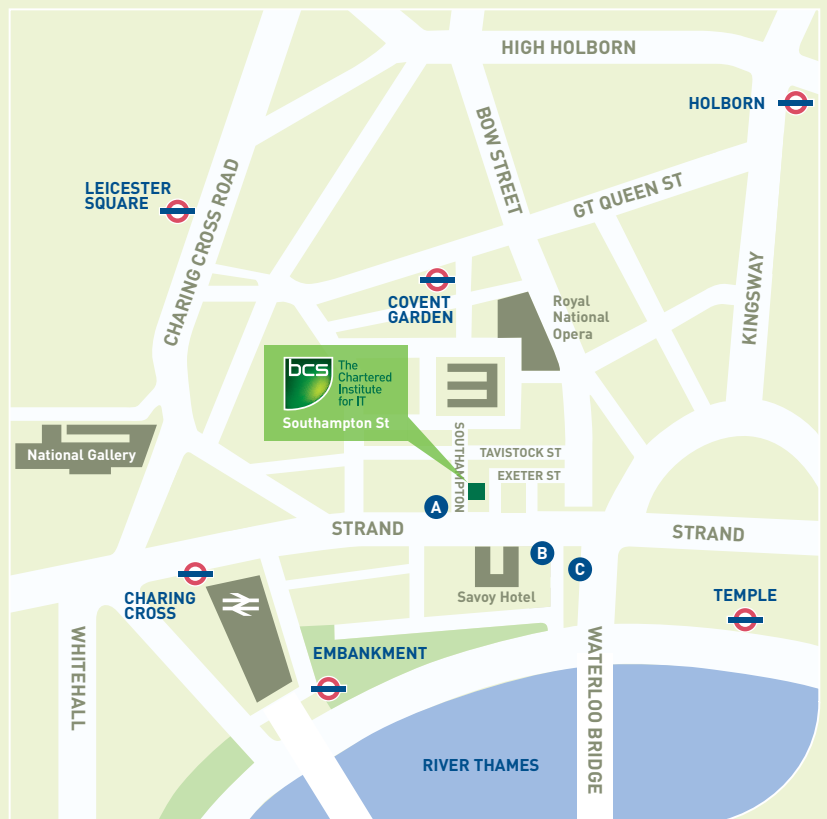 HIGH HOLBORN
HOLBORN
BOW STREET
LEICESTER
SQUARE
CHARING CROSS ROAD
GT QUEEN ST
KINGSWAY
COVENT
GARDEN
Royal
National
Opera
bcs
The
Chartered
Institute
for IT
Southampton St
SOUTHAMPTON
TAVISTOCK ST
EXETER ST
National Gallery
A
STRAND
STRAND
B
C
Savoy Hotel
CHARING
CROSS
TEMPLE
WHITEHALL
EMBANKMENT
WATERLOO BRIDGE
RIVER THAMES